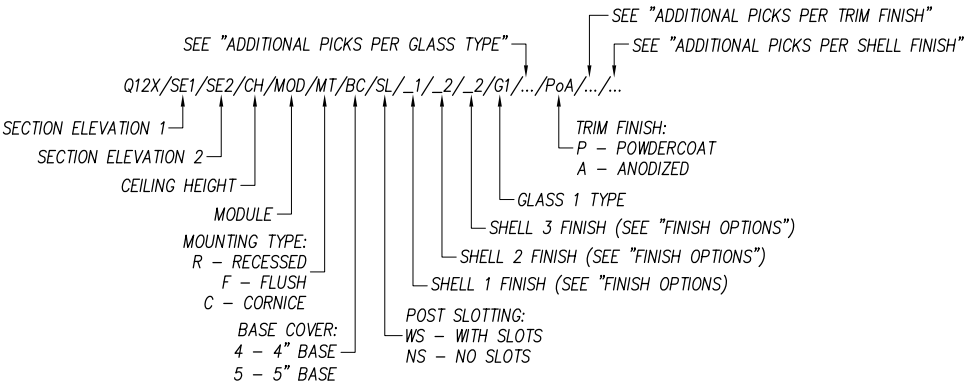 SEE "ADDITIONAL PICKS PER TRIM FINISH"
SEE "ADDITIONAL PICKS PER GLASS TYPE"
SEE "ADDITIONAL PICKS PER SHELL FINISH"
Q12X/SE1/SE2/CH/MOD/MT/BC/SL/_1/_2/_2/G1/.../PoA/.../...
SECTION ELEVATION 1
SECTION ELEVATION 2
CEILING HEIGHT
MODULE
MOUNTING TYPE:
R – RECESSED
F – FLUSH
C – CORNICE
BASE COVER:
4 – 4" BASE
5 – 5" BASE
POST SLOTTING:
WS – WITH SLOTS
NS – NO SLOTS
SHELL 1 FINISH (SEE "FINISH OPTIONS)
SHELL 2 FINISH (SEE "FINISH OPTIONS")
SHELL 3 FINISH (SEE "FINISH OPTIONS")
GLASS 1 TYPE
TRIM FINISH:
P – POWDERCOAT
A – ANODIZED